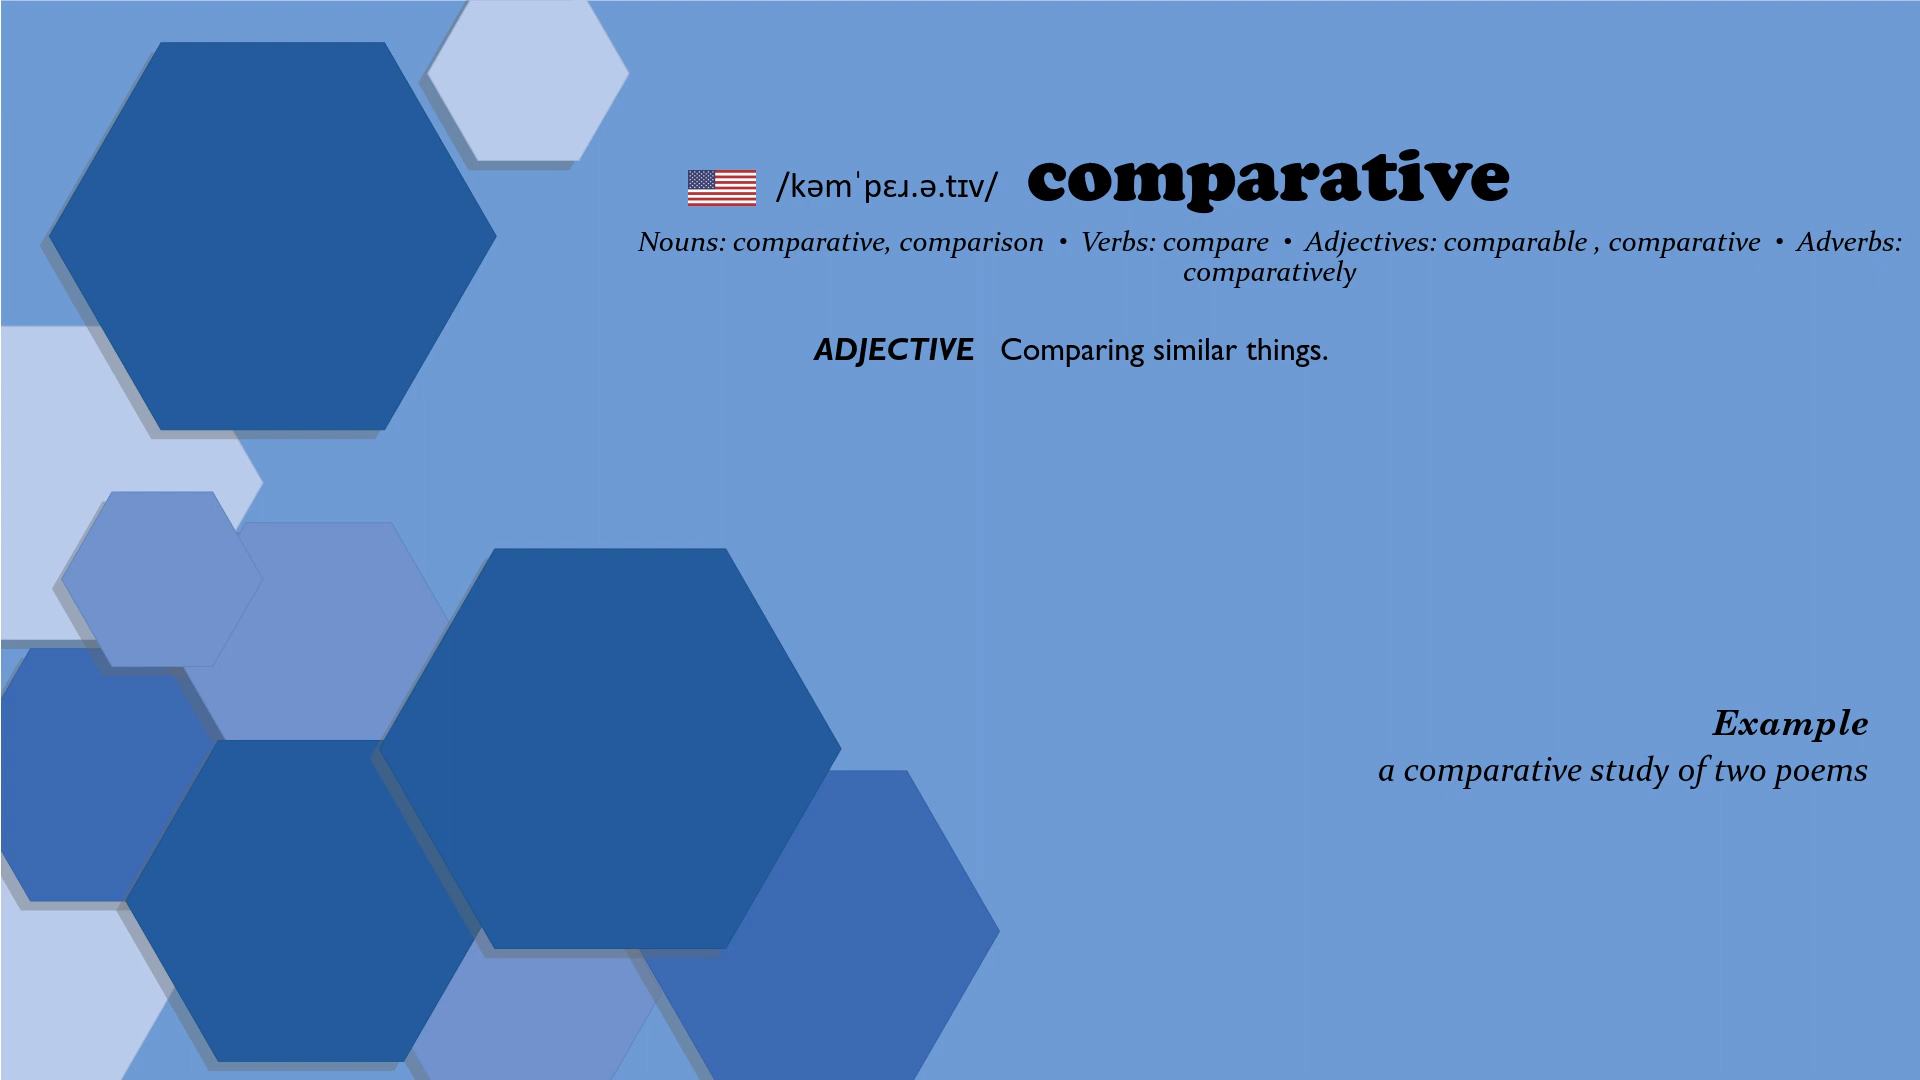 /kəmˈpɛɹ.ə.tɪv/ comparative
Nouns: comparative, comparison • Verbs: compare • Adjectives: comparable , comparative • Adverbs:
comparatively
ADJECTIVE Comparing similar things.
Example
a comparative study of two poems